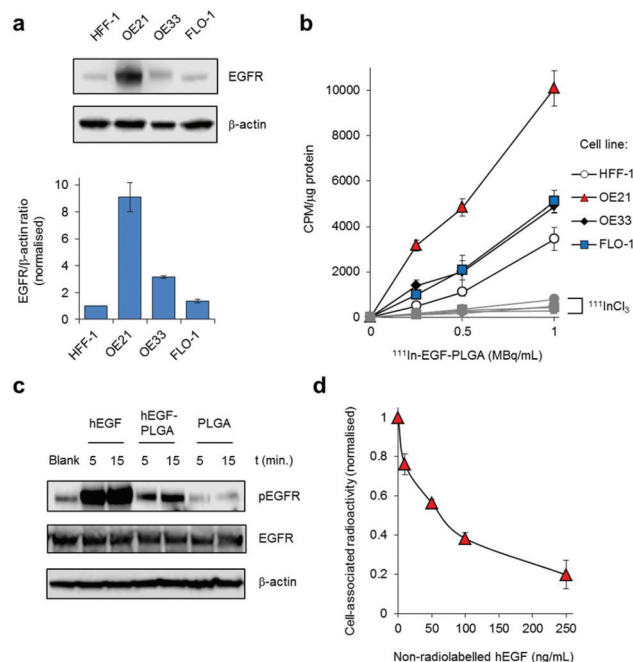 a
HFF-1 OE21 OE33 FLO-1
EGFR
β-actin
EGFR/β-actin ratio
(normalised)
10
8
6
4
2
0
HFF-1 OE21 OE33 FLO-1
b
CPM/μg protein
10000
8000
6000
4000
2000
0
0 0.5 1
¹¹¹In-EGF-PLGA (MBq/mL)
Cell line:
HFF-1
OE21
OE33
FLO-1
¹¹¹InCl₃
c
hEGF hEGF-PLGA PLGA
Blank 5 15 5 15 5 15 t (min.)
pEGFR
EGFR
β-actin
d
Cell-associated radioactivity (normalised)
1
0.8
0.6
0.4
0.2
0
0 50 100 150 200 250
Non-radiolabelled hEGF (ng/mL)